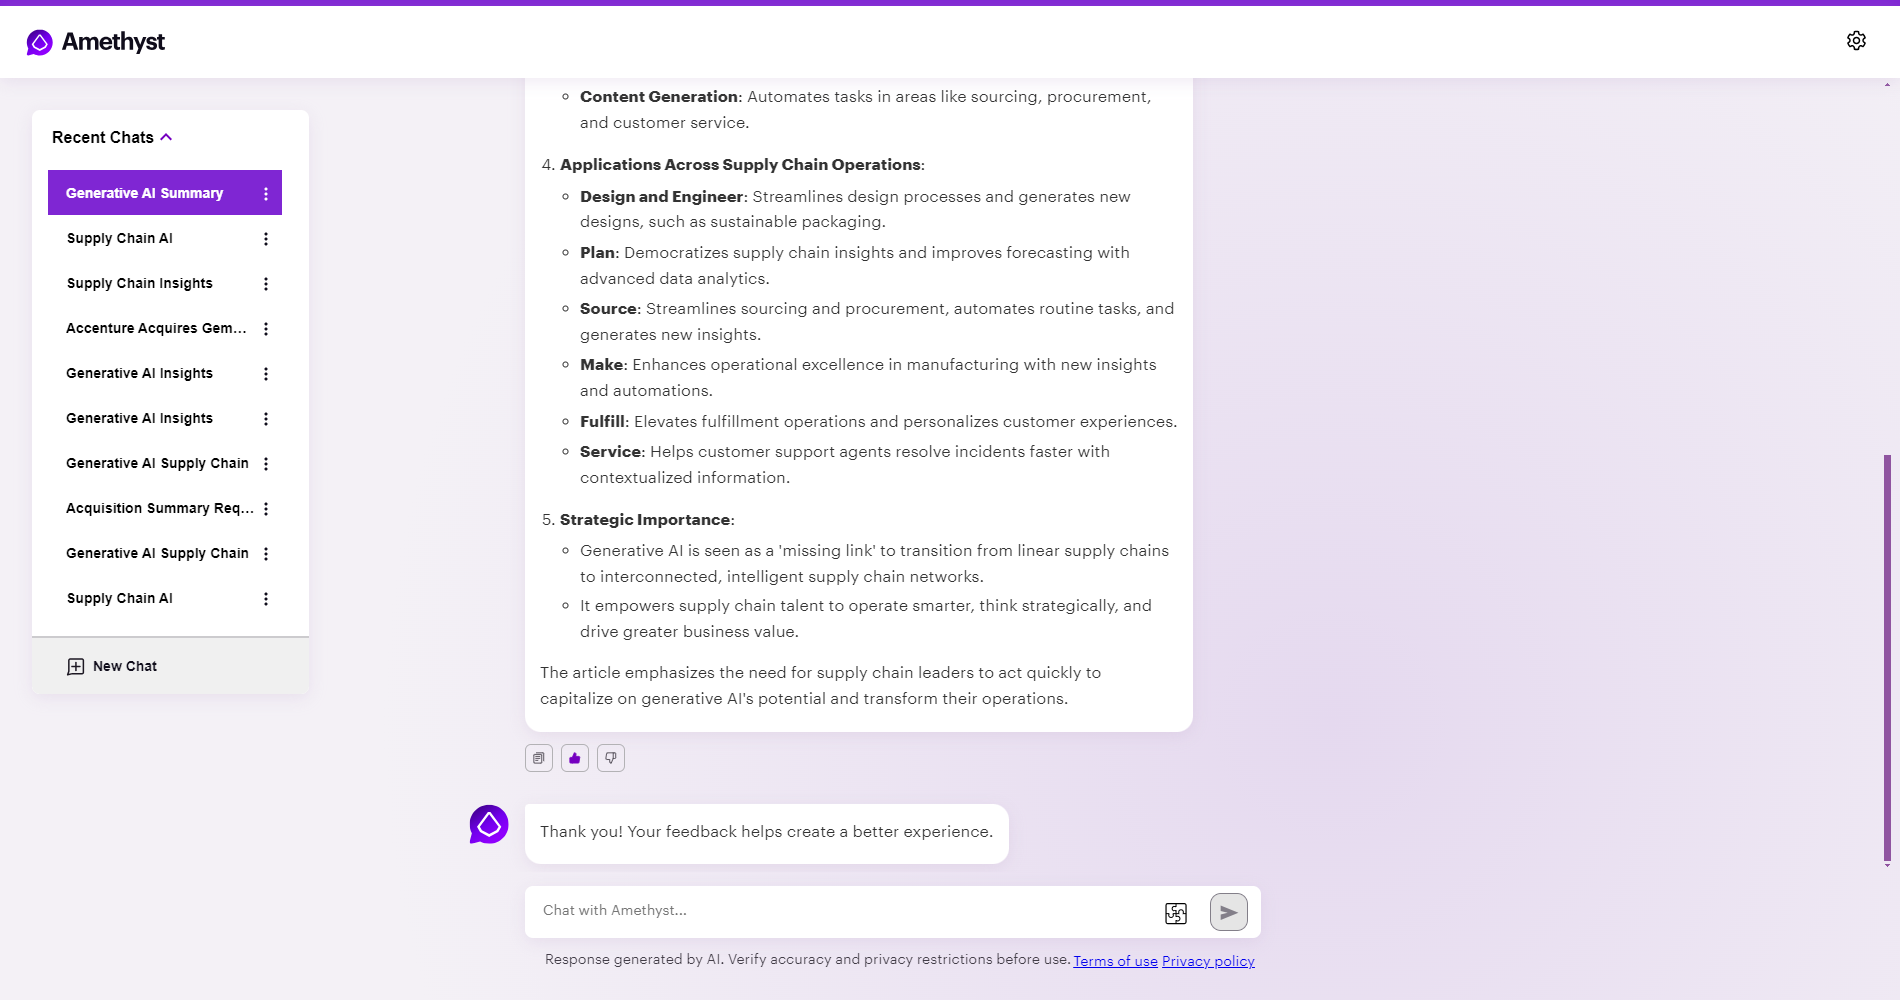 Amethyst
Recent Chats
Generative AI Summary
Supply Chain AI
Supply Chain Insights
Accenture Acquires Gem...
Generative AI Insights
Generative AI Insights
Generative AI Supply Chain
Acquisition Summary Req...
Generative AI Supply Chain
Supply Chain AI
New Chat
Content Generation: Automates tasks in areas like sourcing, procurement,
and customer service.
4. Applications Across Supply Chain Operations:
Design and Engineer: Streamlines design processes and generates new
designs, such as sustainable packaging.
Plan: Democratizes supply chain insights and improves forecasting with
advanced data analytics.
Source: Streamlines sourcing and procurement, automates routine tasks, and
generates new insights.
Make: Enhances operational excellence in manufacturing with new insights
and automations.
Fulfill: Elevates fulfillment operations and personalizes customer experiences.
Service: Helps customer support agents resolve incidents faster with
contextualized information.
5. Strategic Importance:
Generative AI is seen as a 'missing link' to transition from linear supply chains
to interconnected, intelligent supply chain networks.
It empowers supply chain talent to operate smarter, think strategically, and
drive greater business value.
The article emphasizes the need for supply chain leaders to act quickly to
capitalize on generative AI's potential and transform their operations.
Thank you! Your feedback helps create a better experience.
Chat with Amethyst...
Response generated by AI. Verify accuracy and privacy restrictions before use. Terms of use Privacy policy